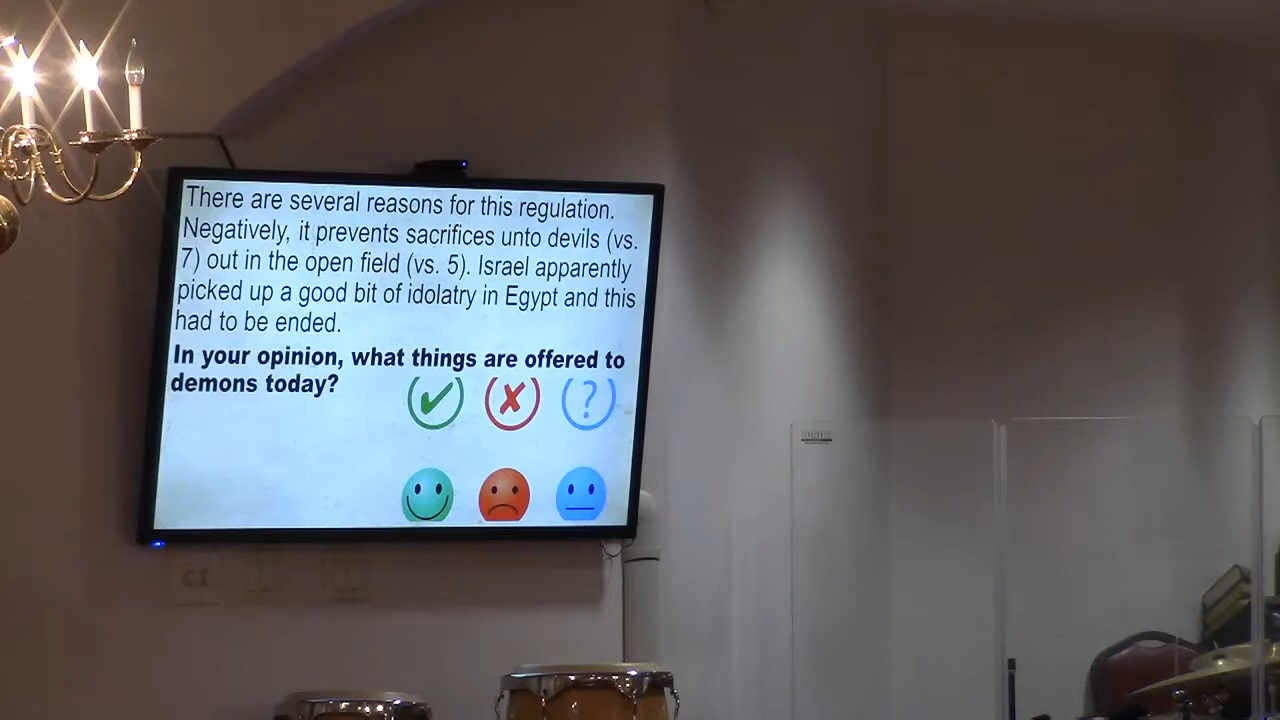 There are several reasons for this regulation.
Negatively, it prevents sacrifices unto devils (vs.
7) out in the open field (vs. 5). Israel apparently
picked up a good bit of idolatry in Egypt and this
had to be ended.
In your opinion, what things are offered to
demons today?
?